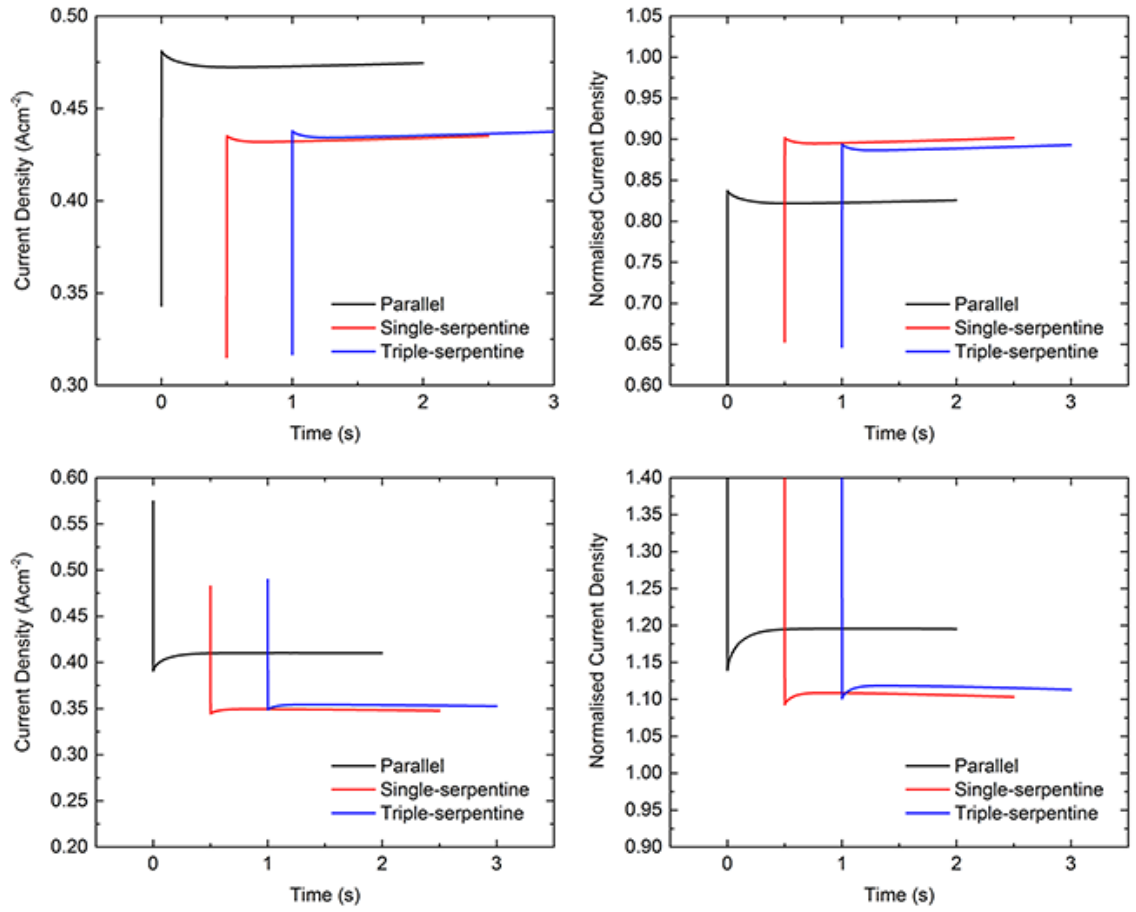 0.50
0.45
0.40
0.35
0.30
Current Density (Acm-2)
Parallel
Single-serpentine
Triple-serpentine
0 1 2 3
Time (s)
1.05
1.00
0.95
0.90
0.85
0.80
0.75
0.70
0.65
0.60
Normalised Current Density
Parallel
Single-serpentine
Triple-serpentine
0 1 2 3
Time (s)
0.60
0.55
0.50
0.45
0.40
0.35
0.30
0.25
0.20
Current Density (Acm-2)
Parallel
Single-serpentine
Triple-serpentine
0 1 2 3
Time (s)
1.40
1.35
1.30
1.25
1.20
1.15
1.10
1.05
1.00
0.95
0.90
Normalised Current Density
Parallel
Single-serpentine
Triple-serpentine
0 1 2 3
Time (s)